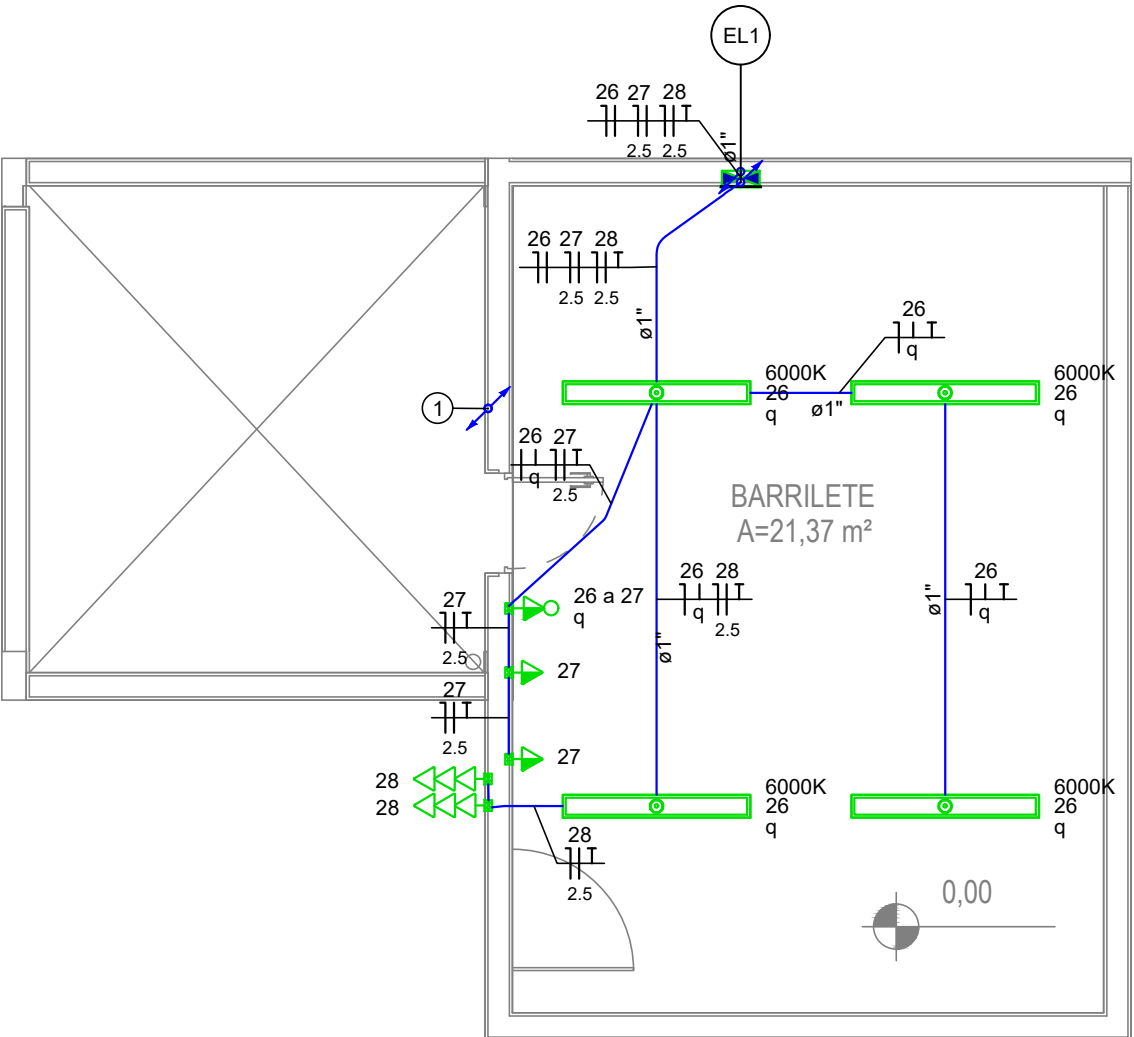 EL1
26 27 28
2.5 2.5
ø1"
26 27 28
2.5 2.5
ø1"
26
q
6000K
26
q
ø1"
6000K
26
q
1
26 27
q
2.5
BARRILETE
A=21,37 m²
26 28
q
2.5
ø1"
26
q
ø1"
26 a 27
q
27
2.5
27
27
2.5
27
28
28
6000K
26
q
6000K
26
q
28
2.5
0,00